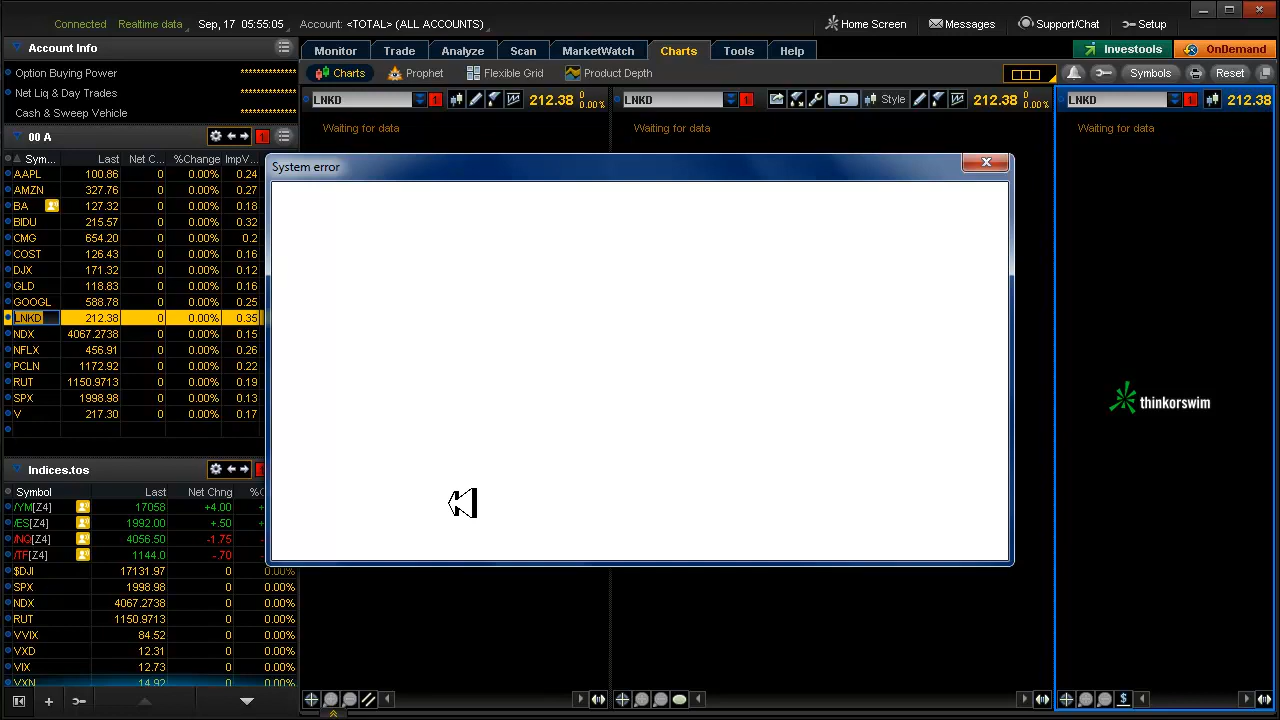 Connected Realtime data Sep, 17 05:55:05 Account: <TOTAL> (ALL ACCOUNTS) Home Screen Messages Support/Chat Setup
Account Info
Monitor Trade Analyze Scan MarketWatch Charts Tools Help Investools OnDemand
Option Buying Power **************
Net Liq & Day Trades **************
Cash & Sweep Vehicle **************
Charts Prophet Flexible Grid Product Depth Symbols Reset
LNKD 1 212.38 0 0.00% LNKD 1 D Style 212.38 0 0.00% LNKD 1 212.38
Waiting for data Waiting for data Waiting for data
00 A 1
Sym... Last Net C... %Change ImpV...
AAPL 100.86 0 0.00% 0.24
AMZN 327.76 0 0.00% 0.27
BA 127.32 0 0.00% 0.18
BIDU 215.57 0 0.00% 0.32
CMG 654.20 0 0.00% 0.2
COST 126.43 0 0.00% 0.16
DJX 171.32 0 0.00% 0.12
GLD 118.83 0 0.00% 0.16
GOOGL 588.78 0 0.00% 0.25
LNKD 212.38 0 0.00% 0.35
NDX 4067.2738 0 0.00% 0.15
NFLX 456.91 0 0.00% 0.26
PCLN 1172.92 0 0.00% 0.22
RUT 1150.9713 0 0.00% 0.19
SPX 1998.98 0 0.00% 0.13
V 217.30 0 0.00% 0.17
System error
thinkorswim
Indices.tos
Symbol Last Net Chng %C
/YM[Z4] 17058 +4.00 +
/ES[Z4] 1992.00 +.50 +
/NQ[Z4] 4056.50 -1.75 -
/TF[Z4] 1144.0 -.70 -
$DJI 17131.97 0 0.00%
SPX 1998.98 0 0.00%
NDX 4067.2738 0 0.00%
RUT 1150.9713 0 0.00%
VVIX 84.52 0 0.00%
VXD 12.31 0 0.00%
VIX 12.73 0 0.00%
VXN 14.92 0 0.00%
$